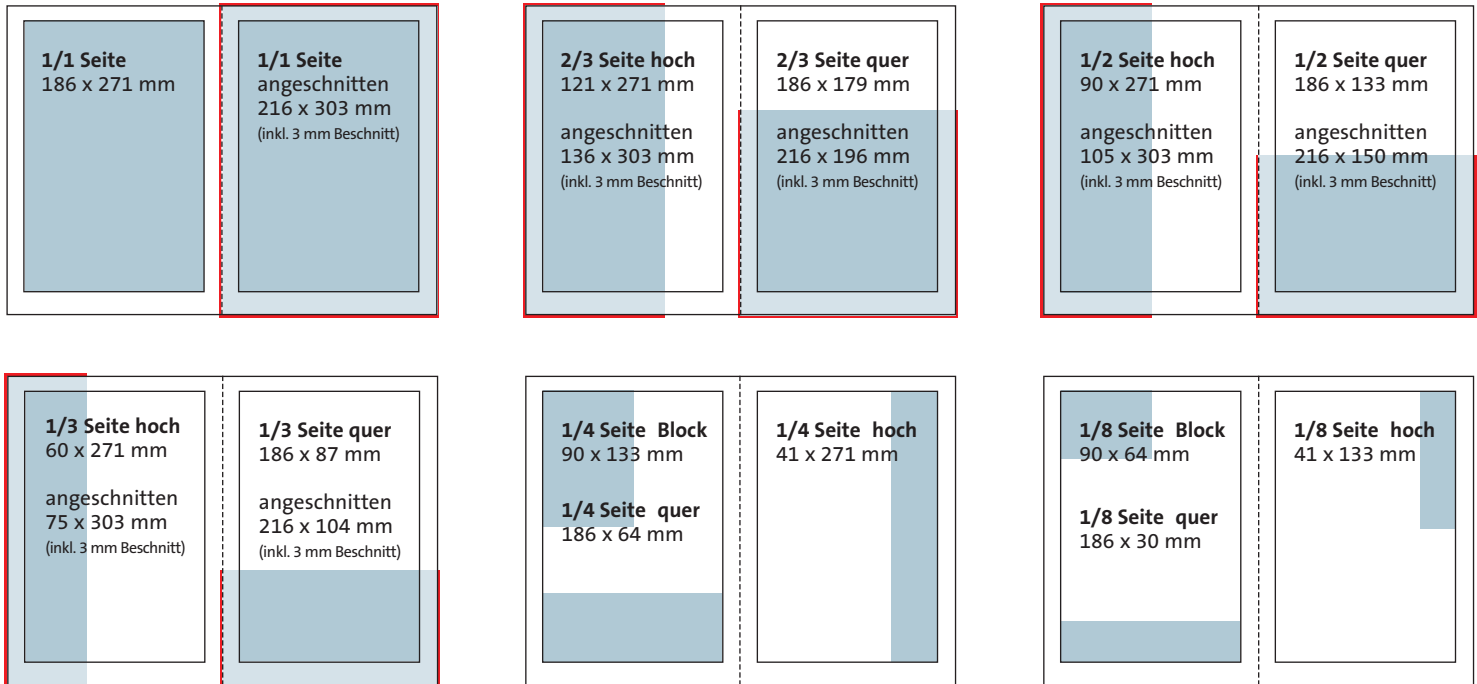 1/1 Seite
186 x 271 mm
1/1 Seite
angeschnitten
216 x 303 mm
(inkl. 3 mm Beschnitt)
2/3 Seite hoch
121 x 271 mm
angeschnitten
136 x 303 mm
(inkl. 3 mm Beschnitt)
2/3 Seite quer
186 x 179 mm
angeschnitten
216 x 196 mm
(inkl. 3 mm Beschnitt)
1/2 Seite hoch
90 x 271 mm
angeschnitten
105 x 303 mm
(inkl. 3 mm Beschnitt)
1/2 Seite quer
186 x 133 mm
angeschnitten
216 x 150 mm
(inkl. 3 mm Beschnitt)
1/3 Seite hoch
60 x 271 mm
angeschnitten
75 x 303 mm
(inkl. 3 mm Beschnitt)
1/3 Seite quer
186 x 87 mm
angeschnitten
216 x 104 mm
(inkl. 3 mm Beschnitt)
1/4 Seite Block
90 x 133 mm
1/4 Seite quer
186 x 64 mm
1/4 Seite hoch
41 x 271 mm
1/8 Seite Block
90 x 64 mm
1/8 Seite quer
186 x 30 mm
1/8 Seite hoch
41 x 133 mm